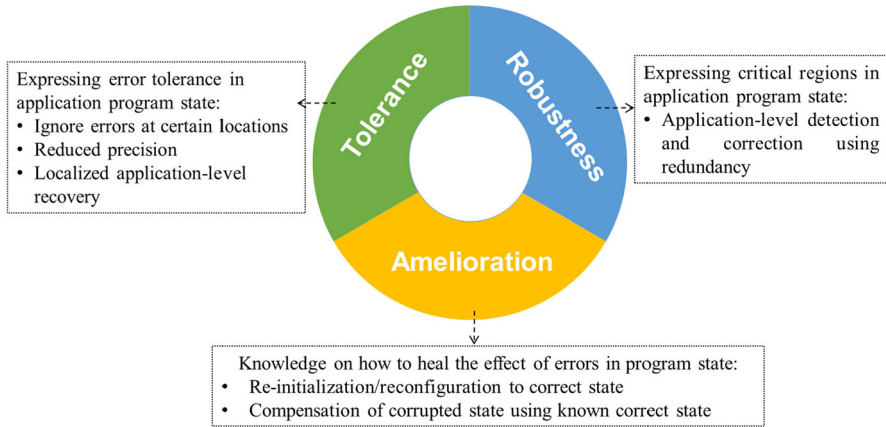 Expressing error tolerance in
application program state:
• Ignore errors at certain locations
• Reduced precision
• Localized application-level
recovery
Tolerance
Robustness
Expressing critical regions in
application program state:
• Application-level detection
and correction using
redundancy
Amelioration
Knowledge on how to heal the effect of errors in program state:
• Re-initialization/reconfiguration to correct state
• Compensation of corrupted state using known correct state